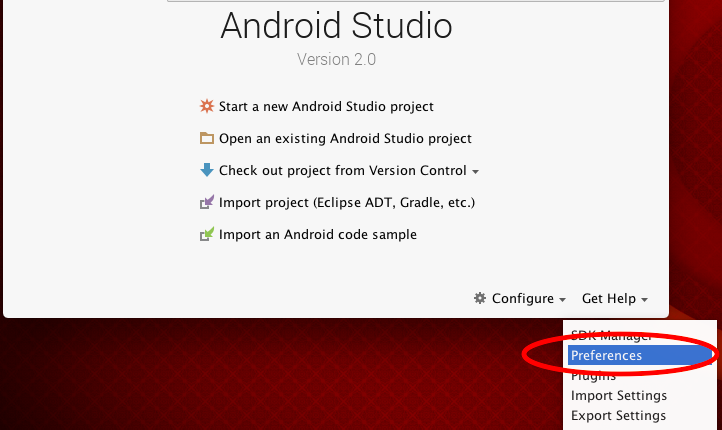 Android Studio
Version 2.0
Start a new Android Studio project
Open an existing Android Studio project
Check out project from Version Control
Import project (Eclipse ADT, Gradle, etc.)
Import an Android code sample
Configure Get Help
SDK Manager
Preferences
Plugins
Import Settings
Export Settings